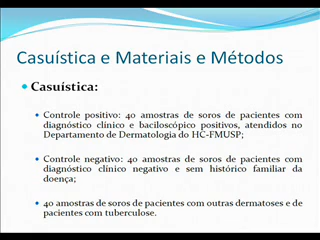 Casuística e Materiais e Métodos
Casuística:
Controle positivo: 40 amostras de soros de pacientes com
diagnóstico clínico e baciloscópico positivos, atendidos no
Departamento de Dermatologia do HC-FMUSP;
Controle negativo: 40 amostras de soros de pacientes com
diagnóstico clínico negativo e sem histórico familiar da
doença;
40 amostras de soros de pacientes com outras dermatoses e de
pacientes com tuberculose.